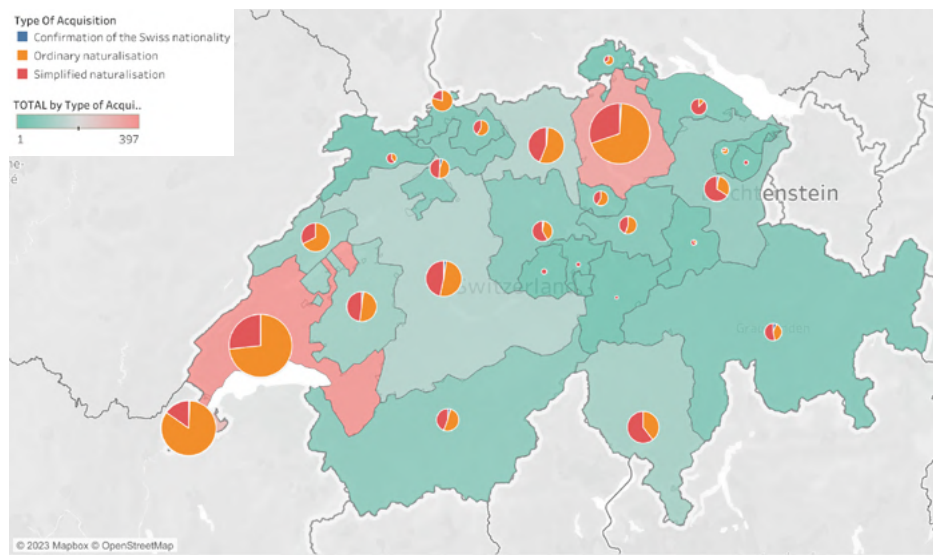 Type Of Acquisition
Confirmation of the Swiss nationality
Ordinary naturalisation
Simplified naturalisation
TOTAL by Type of Acqui..
1
397
© 2023 Mapbox © OpenStreetMap